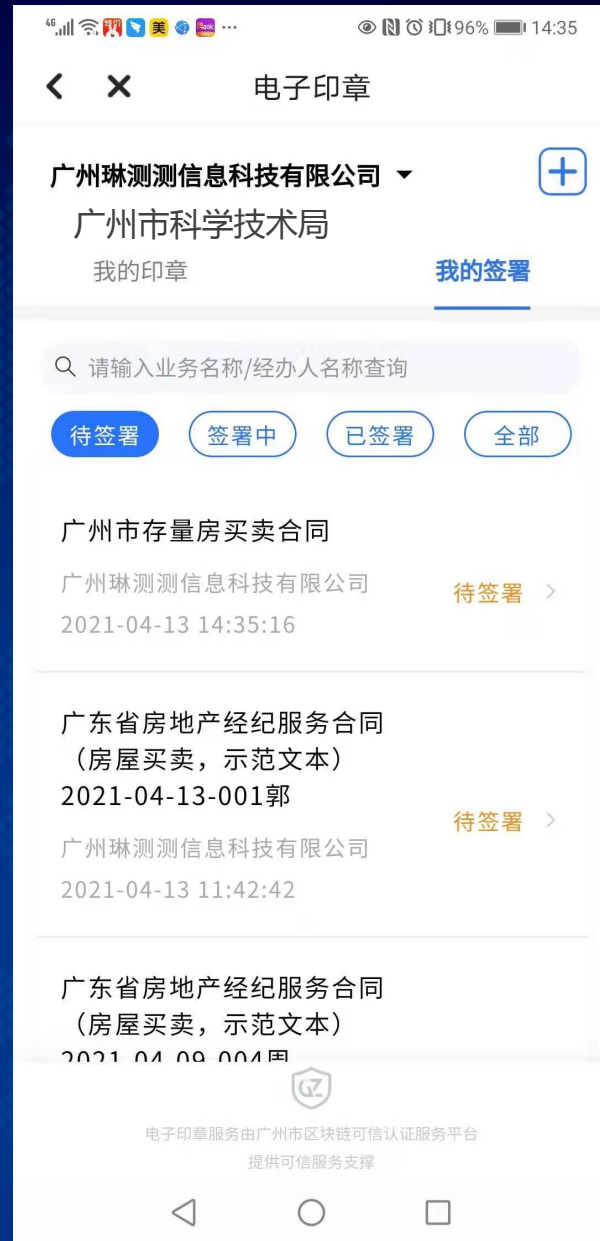 46 96% 14:35
电子印章
广州琳测测信息科技有限公司
广州市科学技术局
我的印章 我的签署
请输入业务名称/经办人名称查询
待签署 签署中 已签署 全部
广州市存量房买卖合同
广州琳测测信息科技有限公司
待签署
2021-04-13 14:35:16
广东省房地产经纪服务合同
（房屋买卖，示范文本）
2021-04-13-001郭
待签署
广州琳测测信息科技有限公司
2021-04-13 11:42:42
广东省房地产经纪服务合同
（房屋买卖，示范文本）
2021-04-09-004周
GZ
电子印章服务由广州市区块链可信认证服务平台
提供可信服务支撑